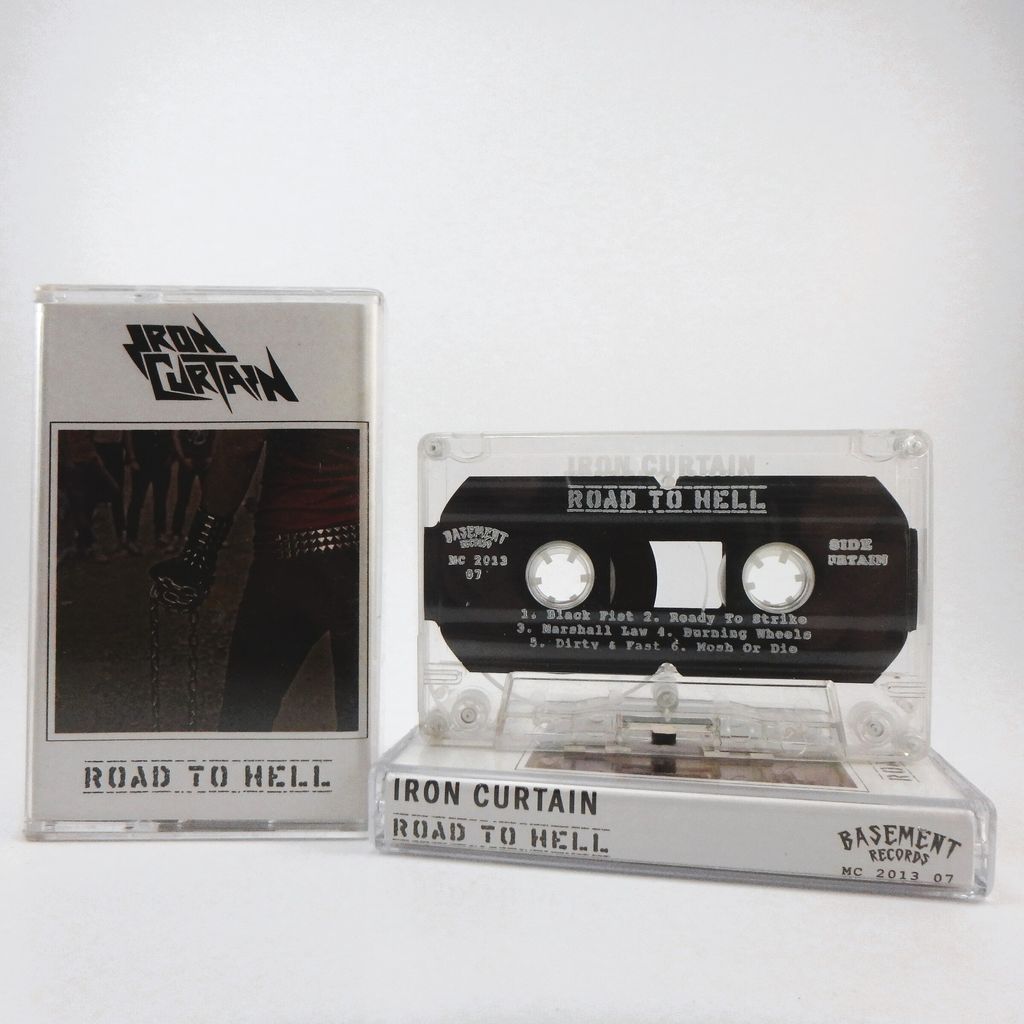 IRON
CURTAIN
ROAD TO HELL
IRON CURTAIN
ROAD TO HELL
BASEMENT
RECORDS
MC 2013
07
SIDE
URTAIN
1. Black Fist 2. Ready To Strike
3. Marshall Law 4. Burning Wheels
5. Dirty & Fast 6. Mosh Or Die
IRON CURTAIN
ROAD TO HELL
BASEMENT
RECORDS
MC 2013 07